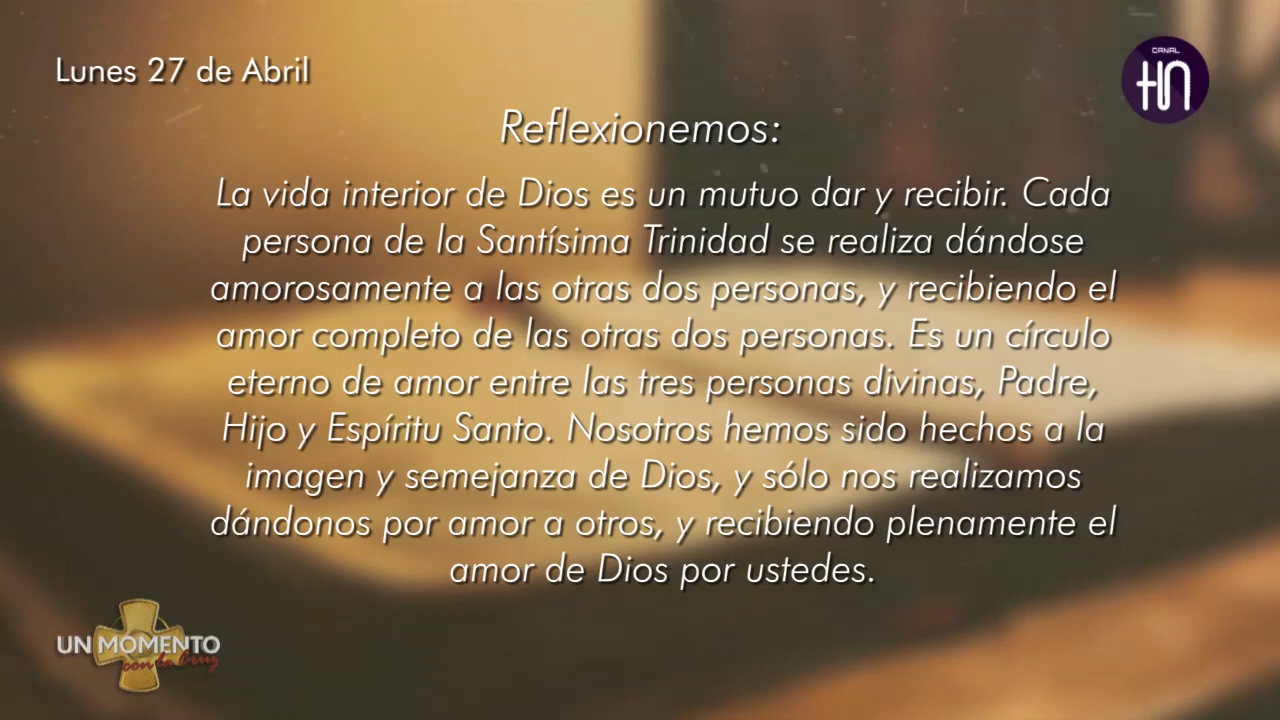 Lunes 27 de Abril
CANAL
HN
Reflexionemos:
La vida interior de Dios es un mutuo dar y recibir. Cada
persona de la Santísima Trinidad se realiza dándose
amorosamente a las otras dos personas, y recibiendo el
amor completo de las otras dos personas. Es un círculo
eterno de amor entre las tres personas divinas, Padre,
Hijo y Espíritu Santo. Nosotros hemos sido hechos a la
imagen y semejanza de Dios, y sólo nos realizamos
dándonos por amor a otros, y recibiendo plenamente el
amor de Dios por ustedes.
UN MOMENTO
con la Cruz